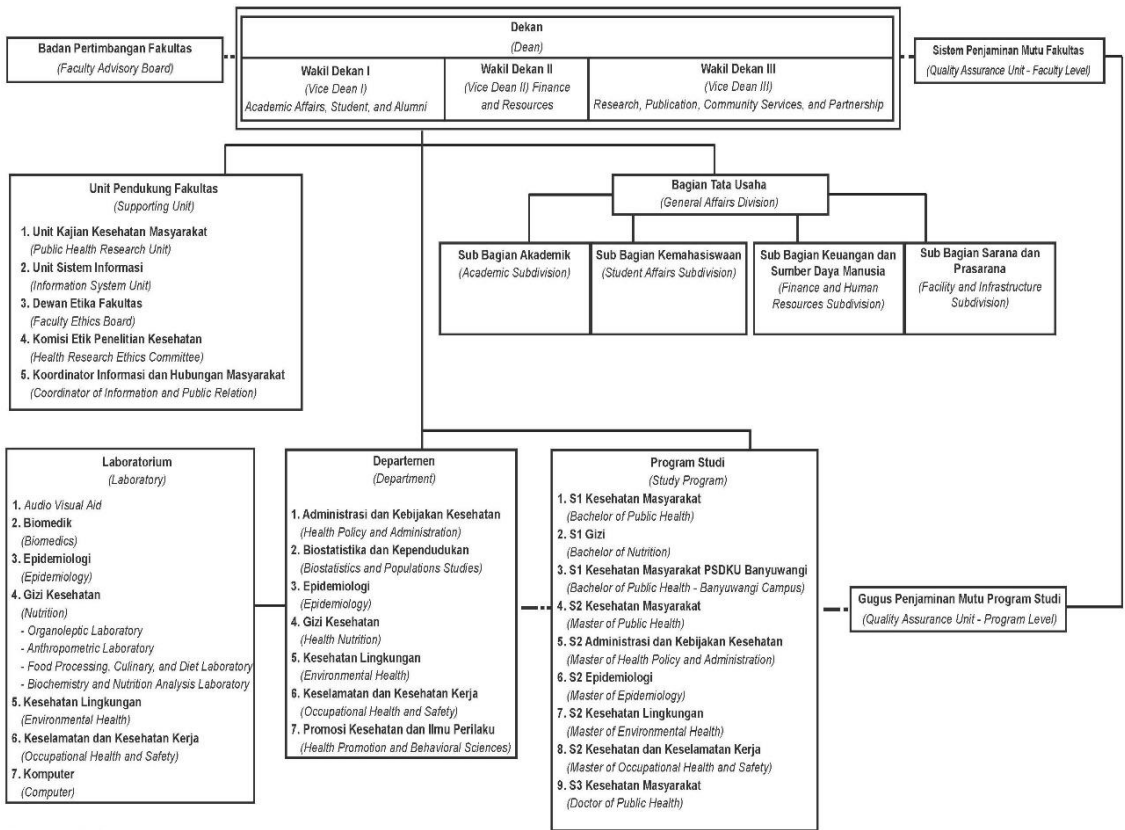 Dekan
(Dean)
Badan Pertimbangan Fakultas
(Faculty Advisory Board)
Wakil Dekan I
(Vice Dean I)
Academic Affairs, Student, and Alumni
Wakil Dekan II
(Vice Dean II) Finance
and Resources
Wakil Dekan III
(Vice Dean III)
Research, Publication, Community Services, and Partnership
Sistem Penjaminan Mutu Fakultas
(Quality Assurance Unit - Faculty Level)
Unit Pendukung Fakultas
(Supporting Unit)
1. Unit Kajian Kesehatan Masyarakat
(Public Health Research Unit)
2. Unit Sistem Informasi
(Information System Unit)
3. Dewan Etika Fakultas
(Faculty Ethics Board)
4. Komisi Etik Penelitian Kesehatan
(Health Research Ethics Committee)
5. Koordinator Informasi dan Hubungan Masyarakat
(Coordinator of Information and Public Relation)
Bagian Tata Usaha
(General Affairs Division)
Sub Bagian Akademik
(Academic Subdivision)
Sub Bagian Kemahasiswaan
(Student Affairs Subdivision)
Sub Bagian Keuangan dan
Sumber Daya Manusia
(Finance and Human
Resources Subdivision)
Sub Bagian Sarana dan
Prasarana
(Facility and Infrastructure
Subdivision)
Laboratorium
(Laboratory)
1. Audio Visual Aid
2. Biomedik
(Biomedics)
3. Epidemiologi
(Epidemiology)
4. Gizi Kesehatan
(Nutrition)
- Organoleptic Laboratory
- Anthropometric Laboratory
- Food Processing, Culinary, and Diet Laboratory
- Biochemistry and Nutrition Analysis Laboratory
5. Kesehatan Lingkungan
(Environmental Health)
6. Keselamatan dan Kesehatan Kerja
(Occupational Health and Safety)
7. Komputer
(Computer)
Departemen
(Department)
1. Administrasi dan Kebijakan Kesehatan
(Health Policy and Administration)
2. Biostatistika dan Kependudukan
(Biostatistics and Populations Studies)
3. Epidemiologi
(Epidemiology)
4. Gizi Kesehatan
(Health Nutrition)
5. Kesehatan Lingkungan
(Environmental Health)
6. Keselamatan dan Kesehatan Kerja
(Occupational Health and Safety)
7. Promosi Kesehatan dan Ilmu Perilaku
(Health Promotion and Behavioral Sciences)
Program Studi
(Study Program)
1. S1 Kesehatan Masyarakat
(Bachelor of Public Health)
2. S1 Gizi
(Bachelor of Nutrition)
3. S1 Kesehatan Masyarakat PSDKU Banyuwangi
(Bachelor of Public Health - Banyuwangi Campus)
4. S2 Kesehatan Masyarakat
(Master of Public Health)
5. S2 Administrasi dan Kebijakan Kesehatan
(Master of Health Policy and Administration)
6. S2 Epidemiologi
(Master of Epidemiology)
7. S2 Kesehatan Lingkungan
(Master of Environmental Health)
8. S2 Kesehatan dan Keselamatan Kerja
(Master of Occupational Health and Safety)
9. S3 Kesehatan Masyarakat
(Doctor of Public Health)
Gugus Penjaminan Mutu Program Studi
(Quality Assurance Unit - Program Level)